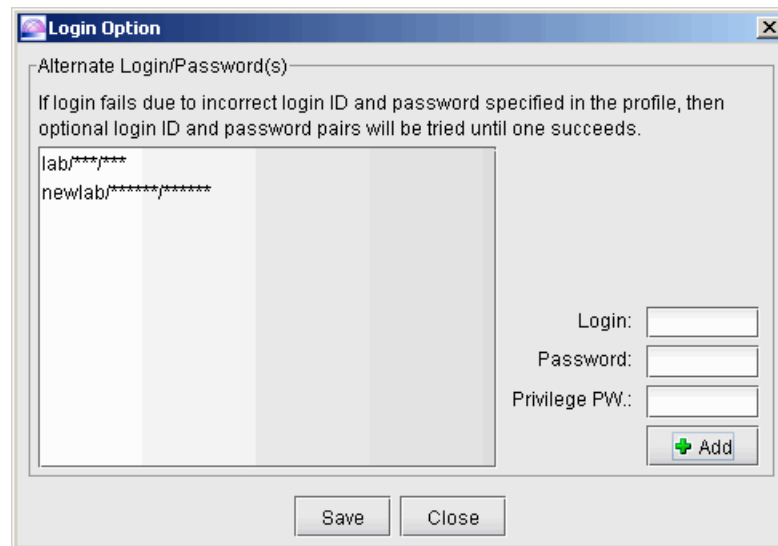 Login Option
Alternate Login/Password(s)
If login fails due to incorrect login ID and password specified in the profile, then
optional login ID and password pairs will be tried until one succeeds.
lab/***/***
newlab/******/******
Login:
Password:
Privilege PW.:
Add
Save
Close